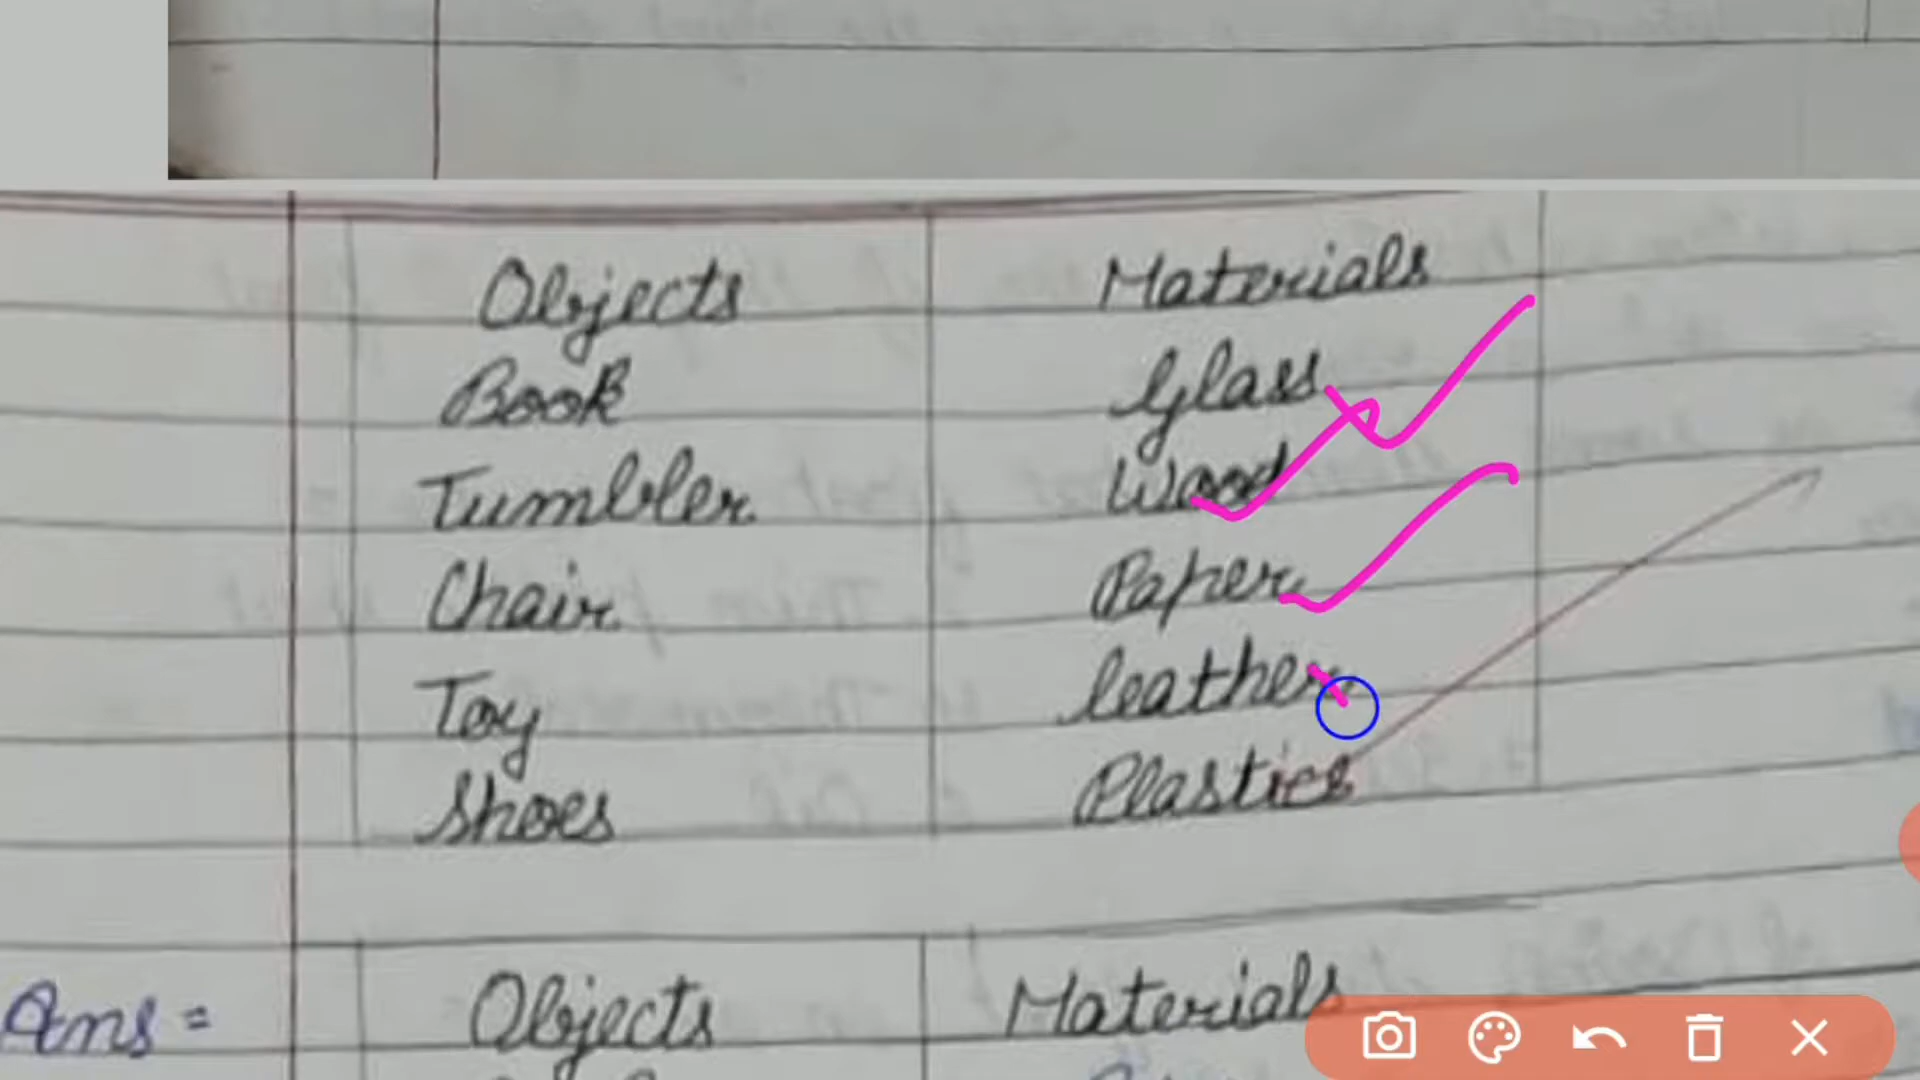 Objects Materials
Book Glass
Tumbler Wood
Chair Paper
Toy leather
Shoes Plastics
Ans = Objects Materials